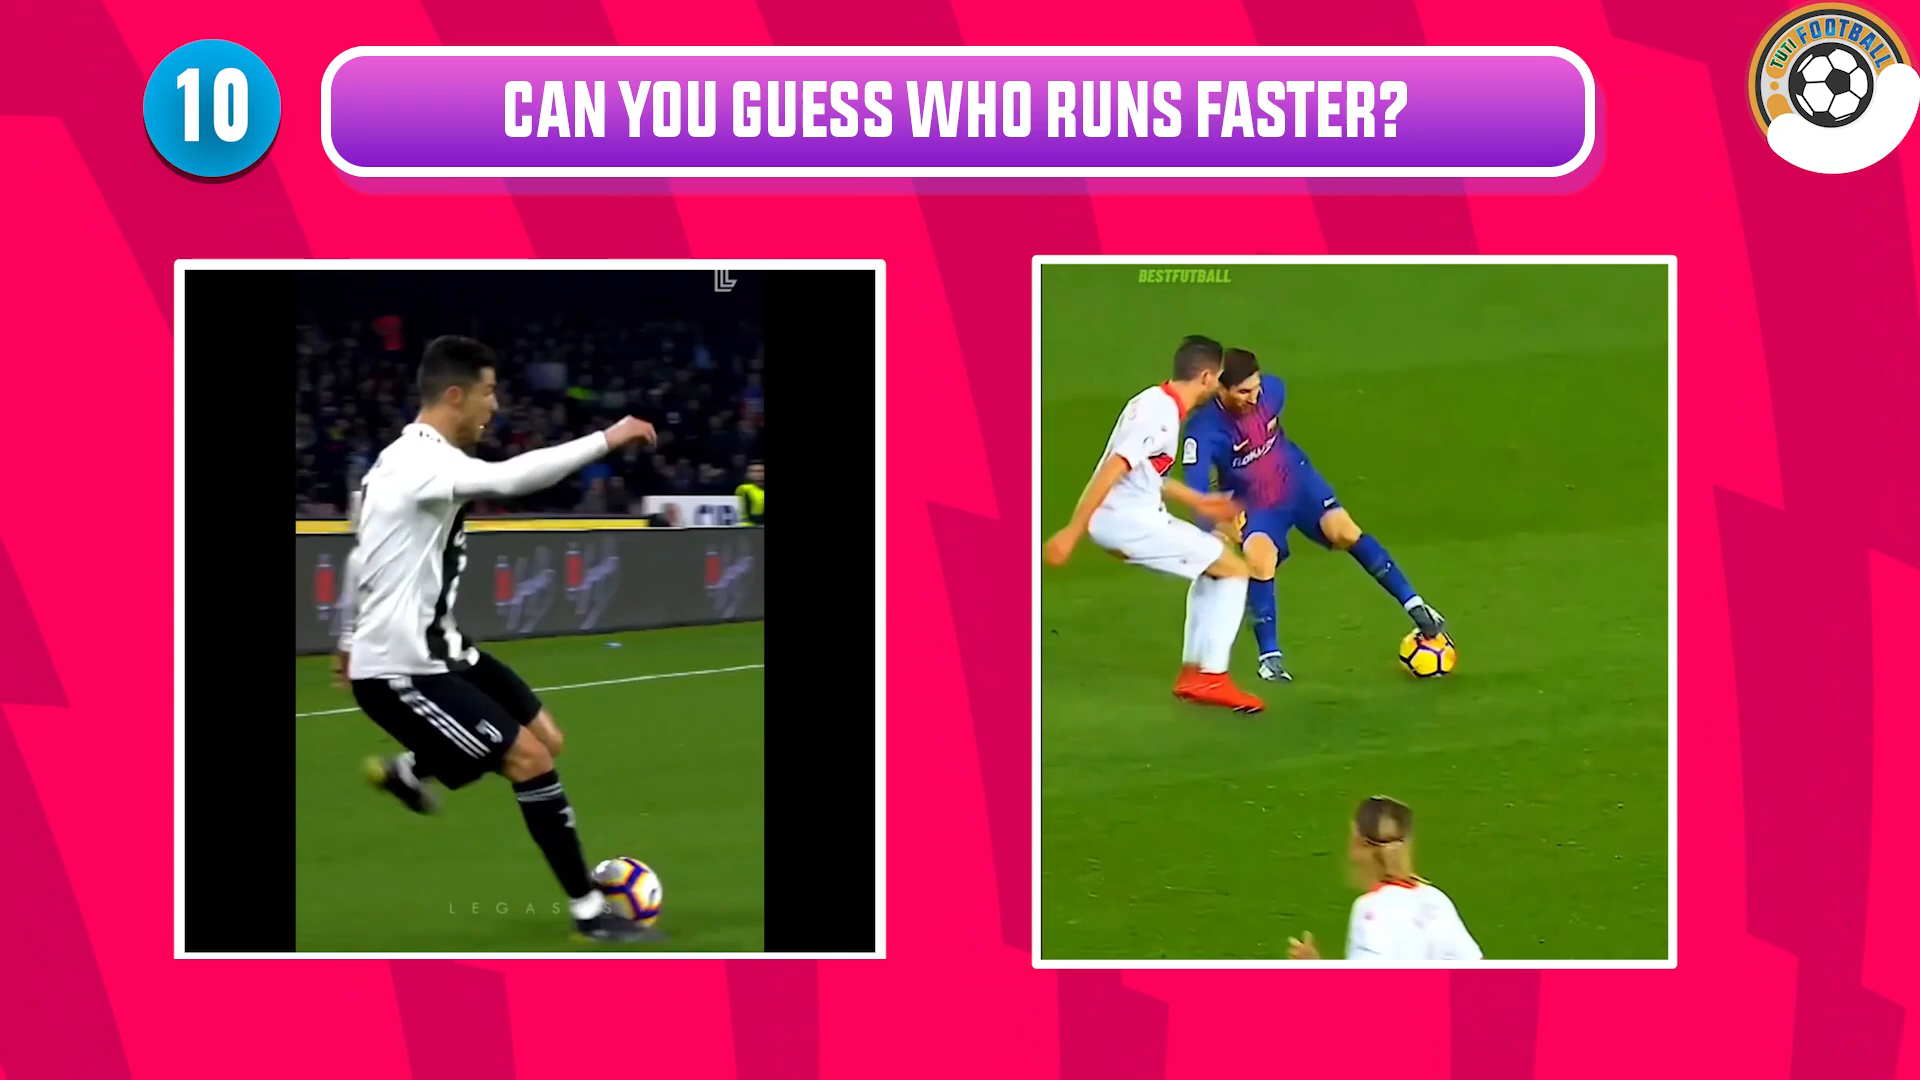 10
CAN YOU GUESS WHO RUNS FASTER?
TUTI FOOTBALL
BESTFUTBALL